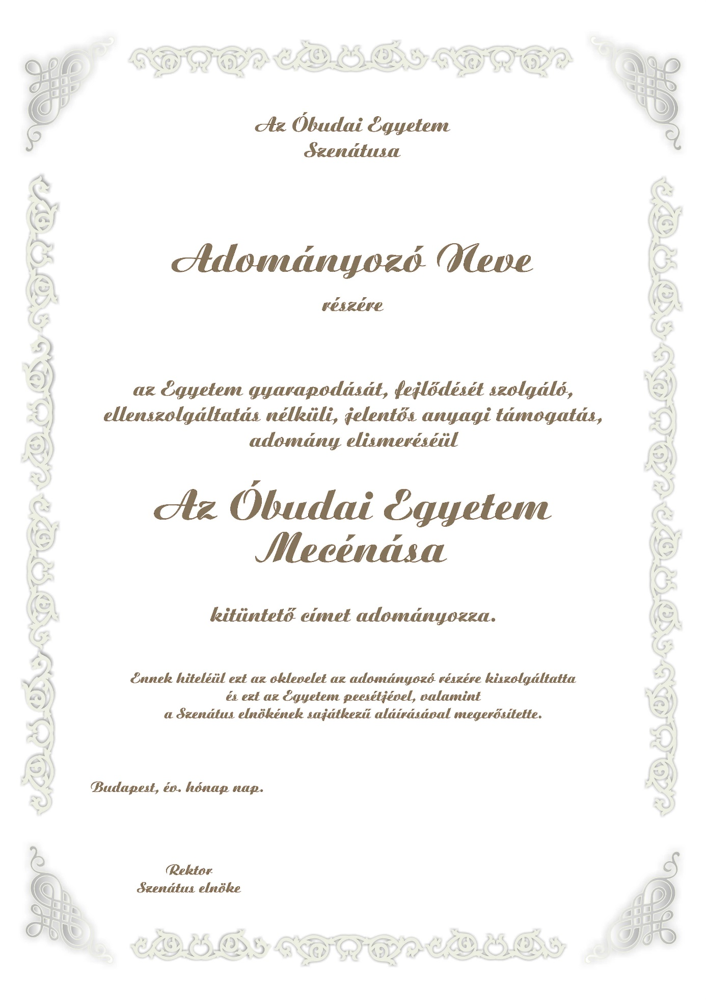 Az Óbudai Egyetem
Szenátusa
Adományozó Neve
részére
az Egyetem gyarapodását, fejlődését szolgáló,
ellenszolgáltatás nélküli, jelentős anyagi támogatás,
adomány elismeréséül
Az Óbudai Egyetem
Mecénása
kitüntető címet adományozza.
Ennek hiteléül ezt az oklevelet az adományozó részére kiszolgáltatta
és ezt az Egyetem pecsétjével, valamint
a Szenátus elnökének sajátkezű aláírásával megerősítette.
Budapest, év. hónap nap.
Rektor
Szenátus elnöke